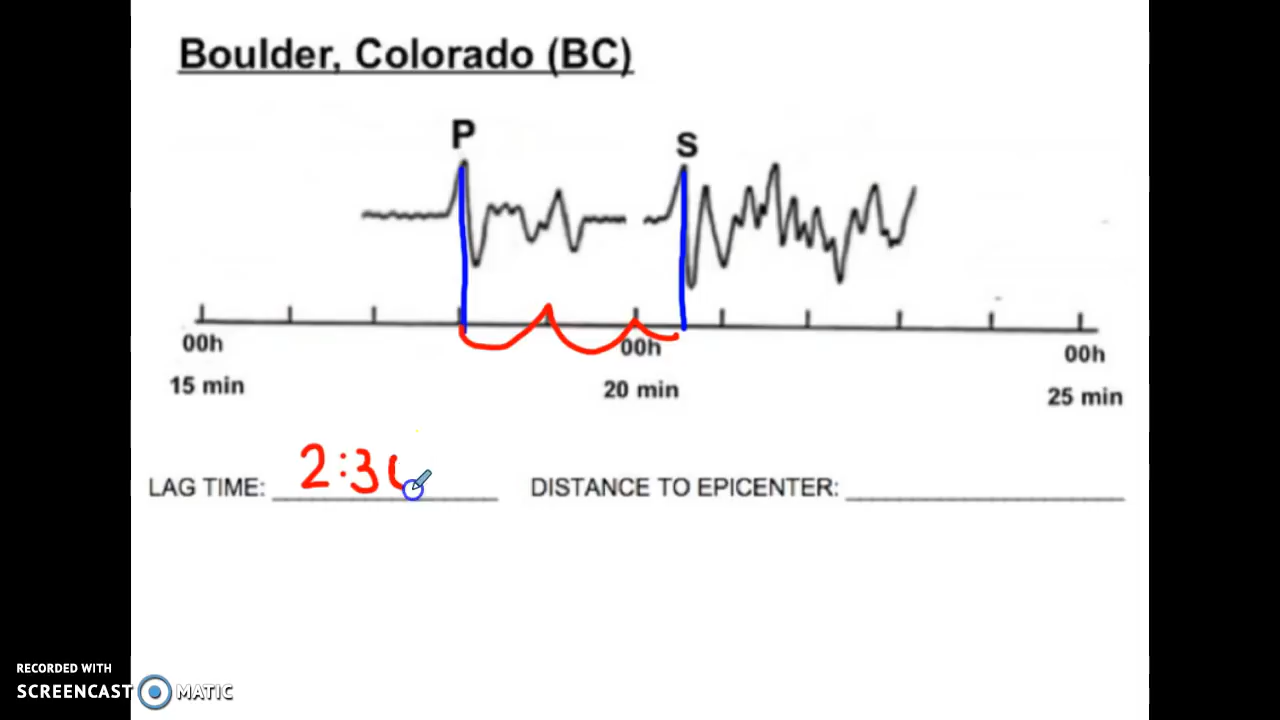 Boulder, Colorado (BC)
P S
00h 00h 00h
15 min 20 min 25 min
LAG TIME: 2:3 DISTANCE TO EPICENTER:
RECORDED WITH
SCREENCAST MATIC